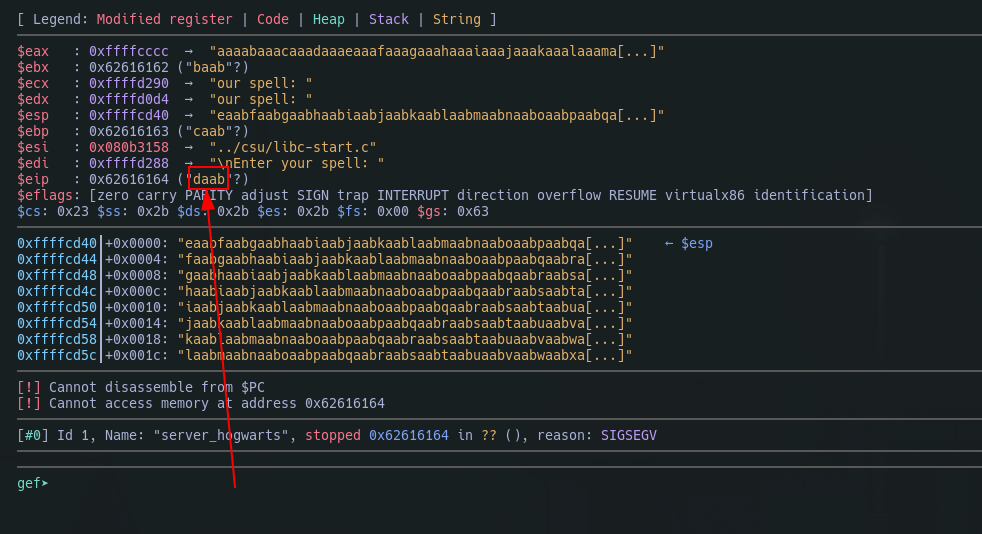 [ Legend: Modified register | Code | Heap | Stack | String ]
$eax   : 0xffffcccc  →  "aaaabaaacaaadaaaeaaafaaagaaahaaaiaaajaaakaaalaaama[...]"
$ebx   : 0x62616162 ("baab"?)
$ecx   : 0xffffd290  →  "our spell: "
$edx   : 0xffffd0d4  →  "our spell: "
$esp   : 0xffffcd40  →  "eaabfaabgaabhaabiaabjaabkaablaabmaabnaaboaabpaabqa[...]"
$ebp   : 0x62616163 ("caab"?)
$esi   : 0x080b3158  →  "../csu/libc-start.c"
$edi   : 0xffffd288  →  "\nEnter your spell: "
$eip   : 0x62616164 ("daab"?)
$eflags: [zero carry PARITY adjust SIGN trap INTERRUPT direction overflow RESUME virtualx86 identification]
$cs: 0x23 $ss: 0x2b $ds: 0x2b $es: 0x2b $fs: 0x00 $gs: 0x63
0xffffcd40│+0x0000: "eaabfaabgaabhaabiaabjaabkaablaabmaabnaaboaabpaabqa[...]"    ← $esp
0xffffcd44│+0x0004: "faabgaabhaabiaabjaabkaablaabmaabnaaboaabpaabqaabra[...]"
0xffffcd48│+0x0008: "gaabhaabiaabjaabkaablaabmaabnaaboaabpaabqaabraabsa[...]"
0xffffcd4c│+0x000c: "haabiaabjaabkaablaabmaabnaaboaabpaabqaabraabsaabta[...]"
0xffffcd50│+0x0010: "iaabjaabkaablaabmaabnaaboaabpaabqaabraabsaabtaabua[...]"
0xffffcd54│+0x0014: "jaabkaablaabmaabnaaboaabpaabqaabraabsaabtaabuaabva[...]"
0xffffcd58│+0x0018: "kaablaabmaabnaaboaabpaabqaabraabsaabtaabuaabvaabwa[...]"
0xffffcd5c│+0x001c: "laabmaabnaaboaabpaabqaabraabsaabtaabuaabvaabwaabxa[...]"
[!] Cannot disassemble from $PC
[!] Cannot access memory at address 0x62616164
[#0] Id 1, Name: "server_hogwarts", stopped 0x62616164 in ?? (), reason: SIGSEGV
gef➤